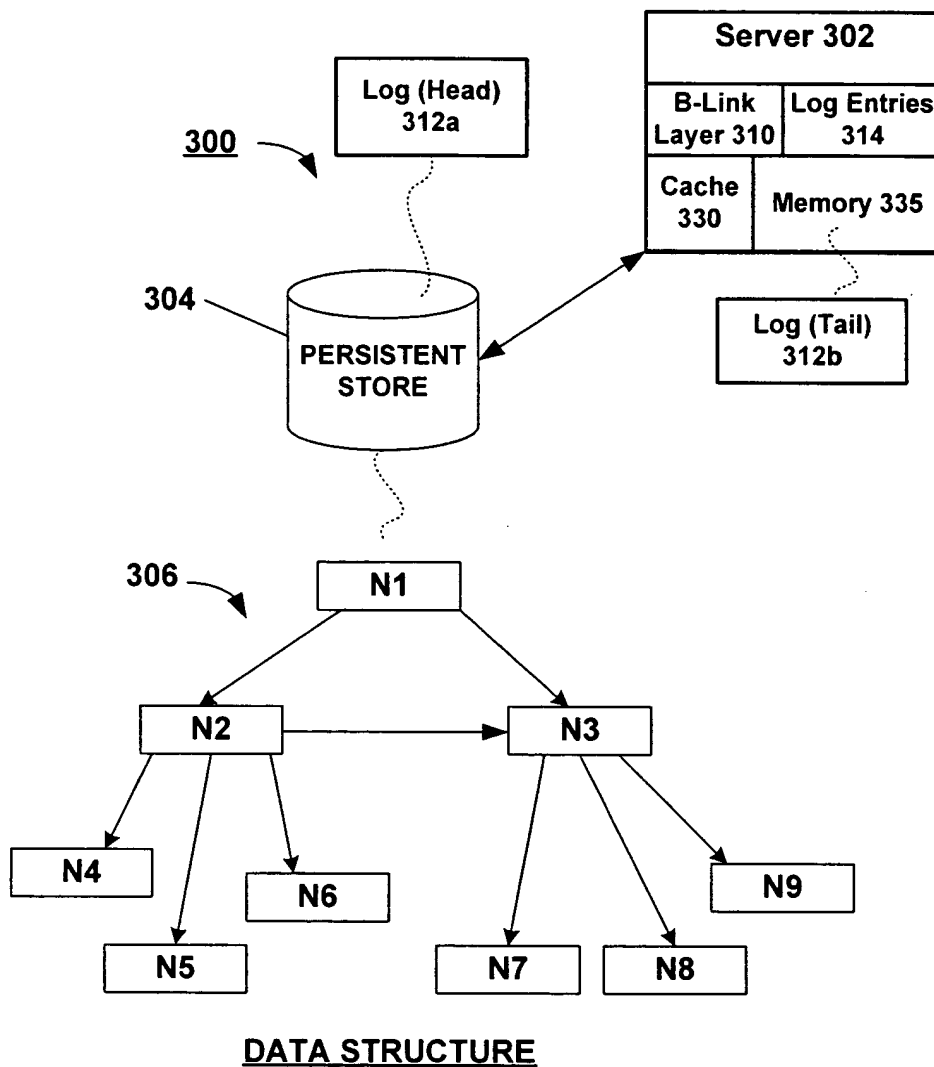 Server 302
Log (Head)
312a
B-Link
Layer 310
Log Entries
314
300
Cache
330
Memory 335
304
PERSISTENT
STORE
Log (Tail)
312b
306
N1
N2
N3
N4
N6
N9
N5
N7
N8
DATA STRUCTURE